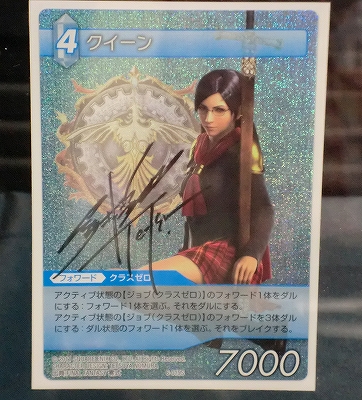 4 クイーン
フォワード クラスゼロ
アクティブ状態の【ジョブ(クラスゼロ)】のフォワード1体をダル
にする:フォワード1体を選ぶ。それをダルにする。
アクティブ状態の【ジョブ(クラスゼロ)】のフォワードを3体ダル
にする:ダル状態のフォワード1体を選ぶ。それをブレイクする。
7000